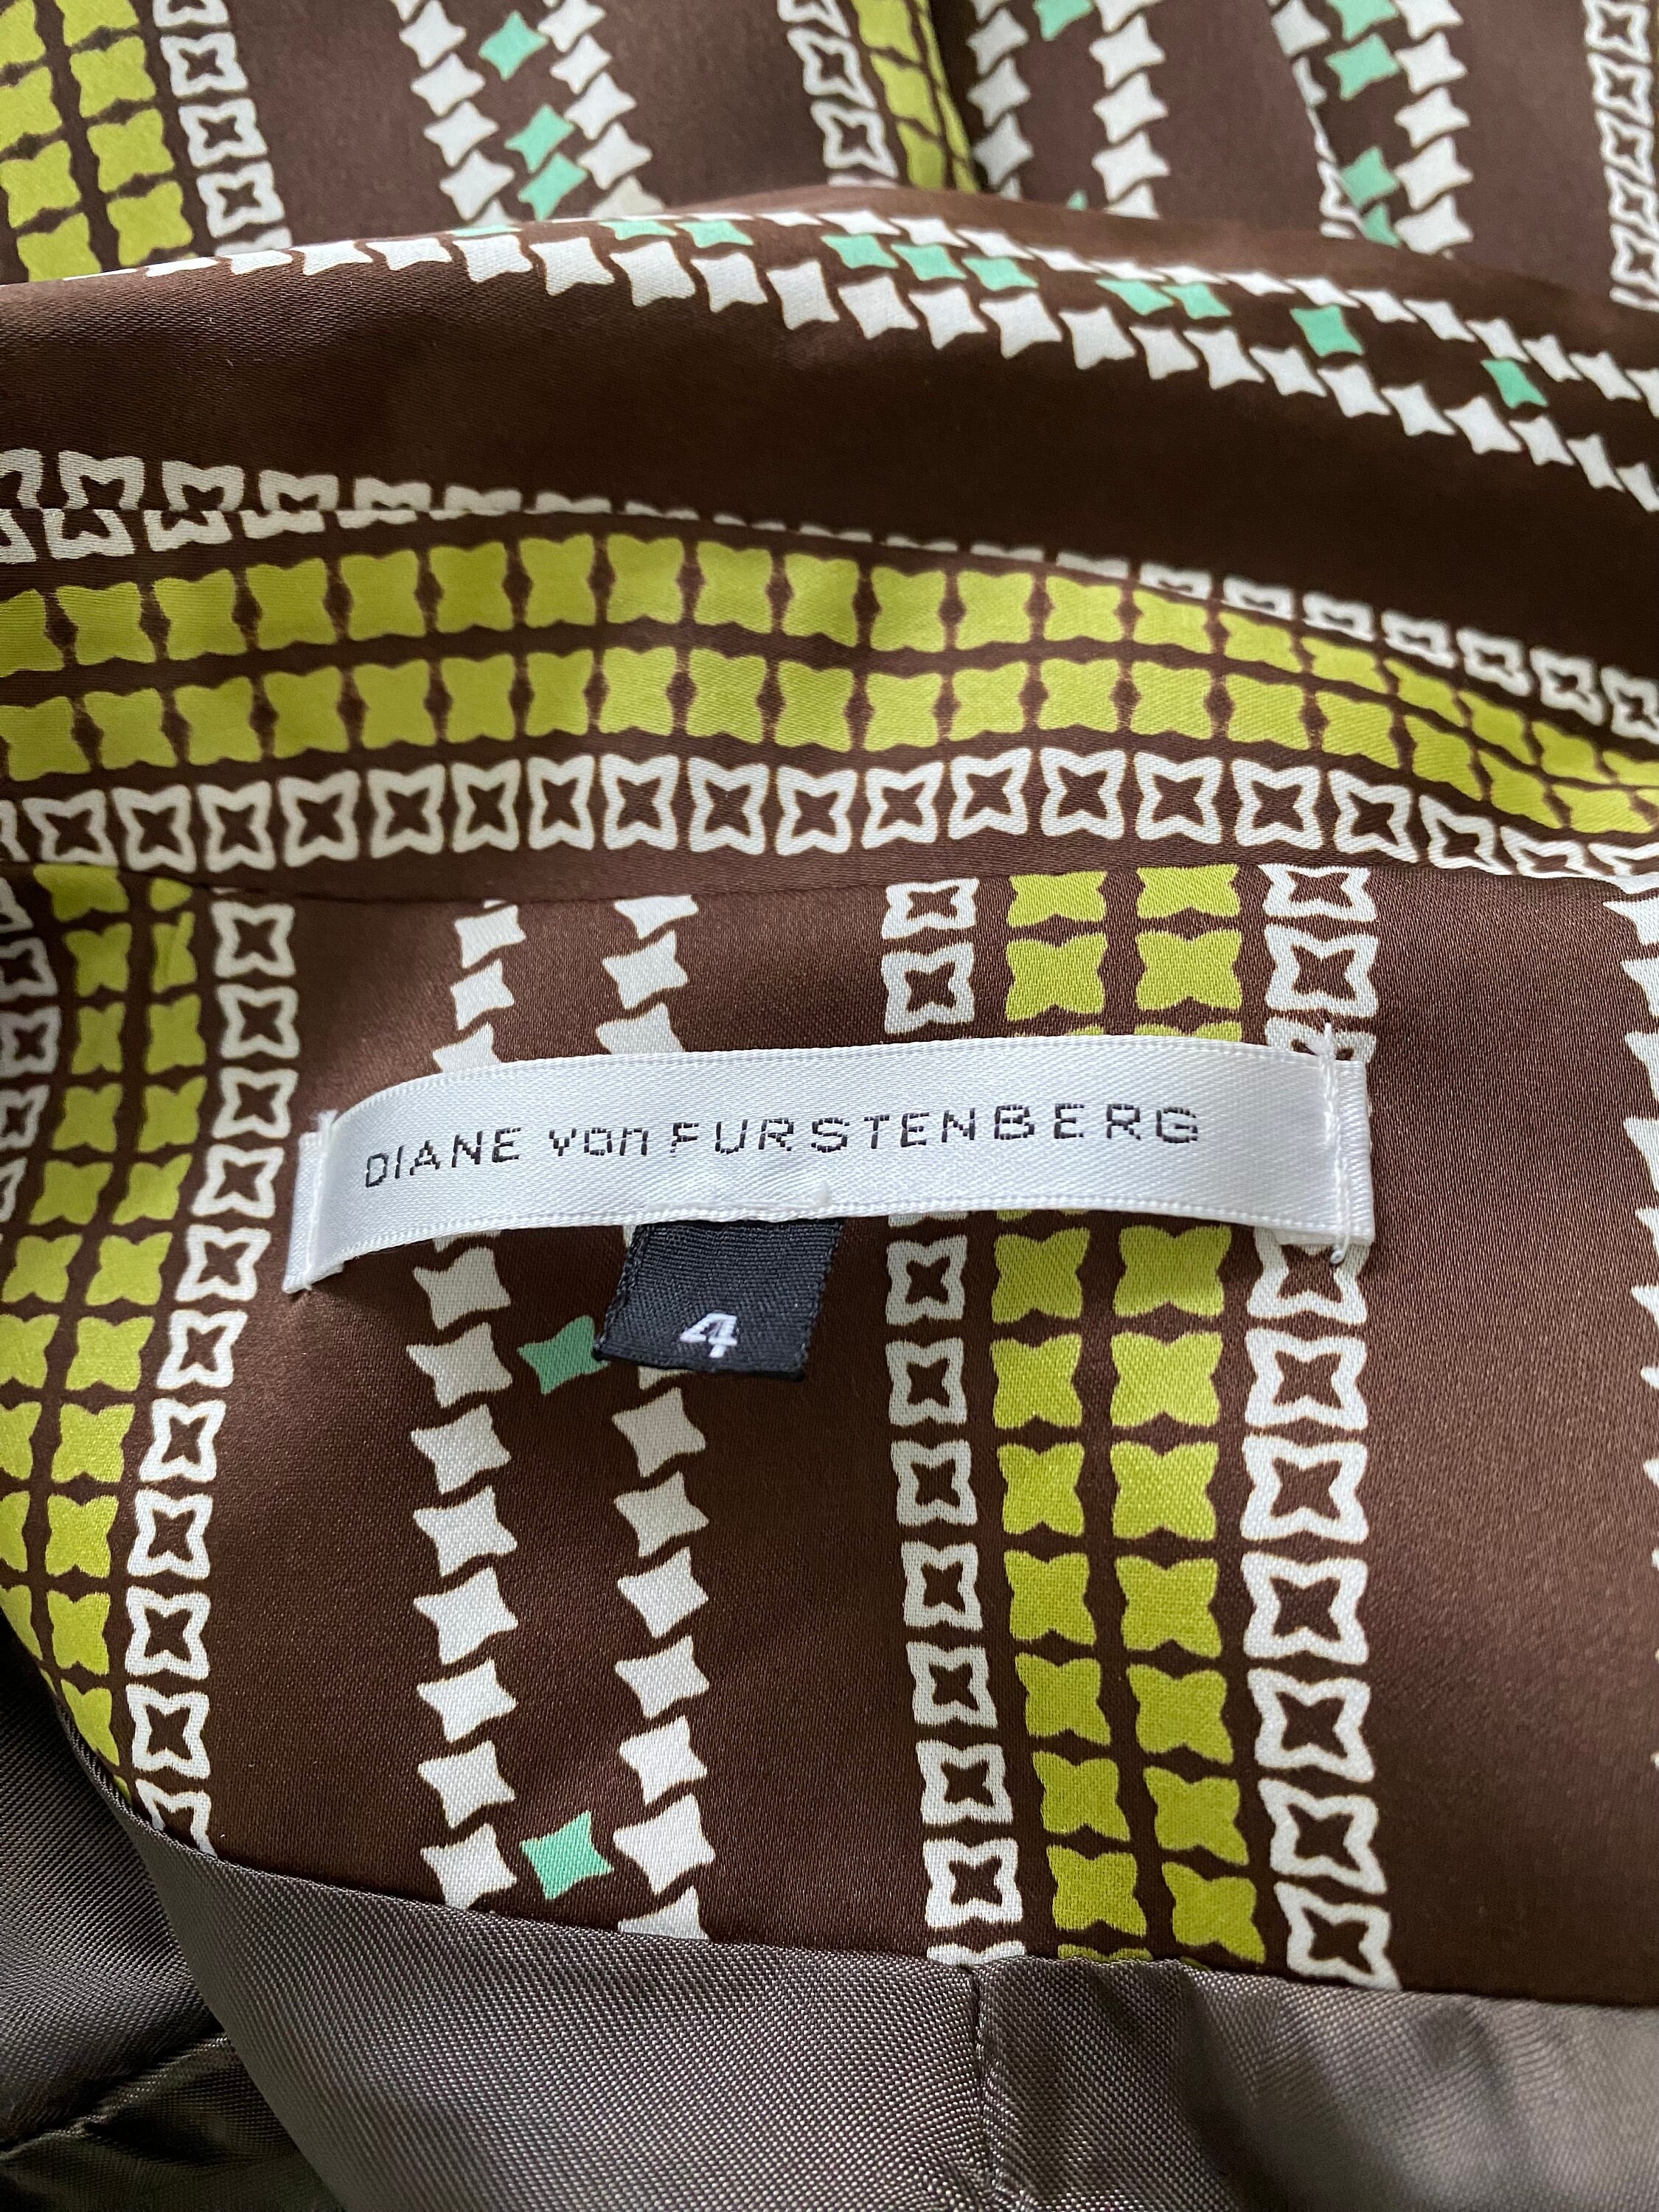 DIANE von FURSTENBERG
4